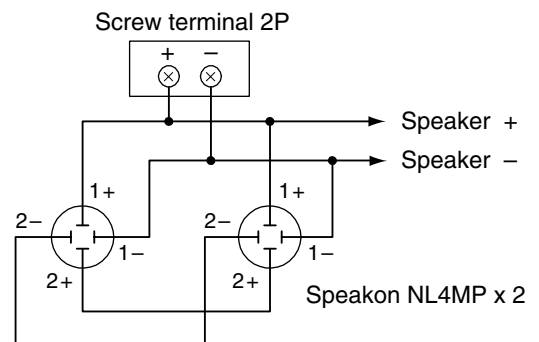 Screw terminal 2P
+ −
Speaker +
Speaker −
1+ 1+
2− 2−
1− 1−
2+ 2+
Speakon NL4MP x 2